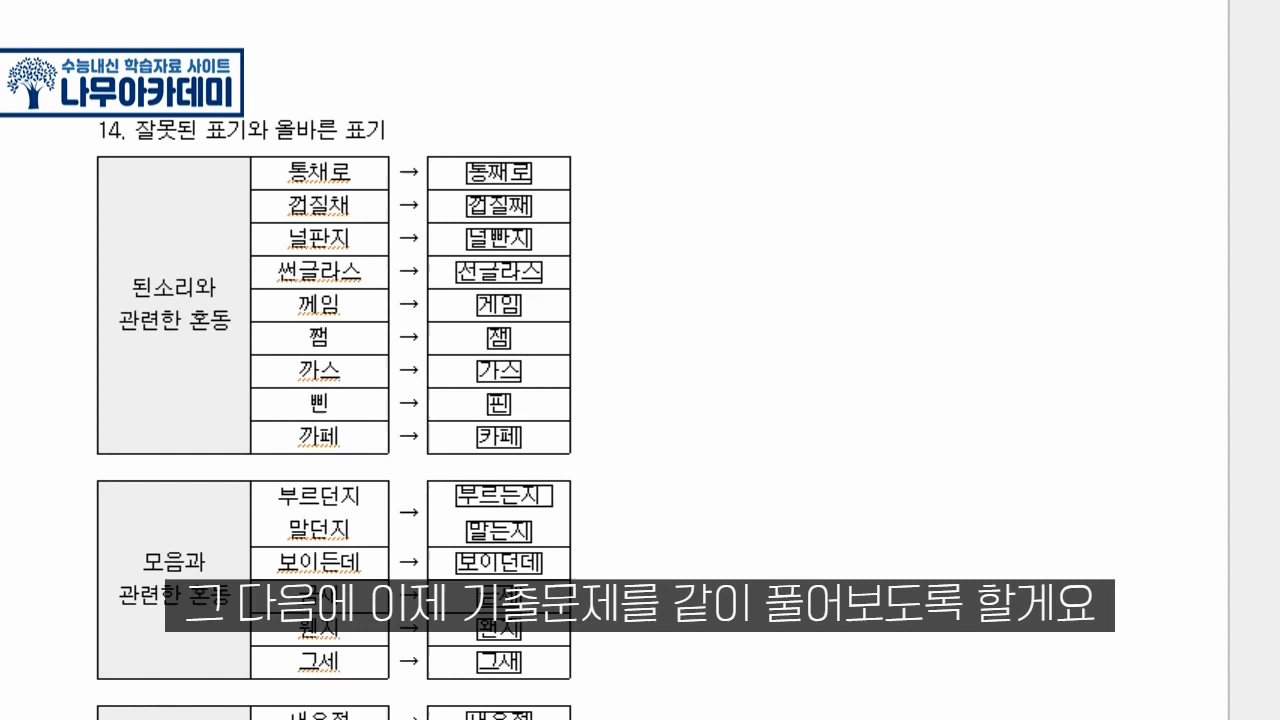 수능내신 학습자료 사이트
나무아카데미
14. 잘못된 표기와 올바른 표기
된소리와
관련한 혼동
통채로 → 통째로
껍질채 → 껍질째
널판지 → 널빤지
썬글라스 → 선글라스
께임 → 게임
쨈 → 잼
까스 → 가스
삔 → 핀
까페 → 카페
모음과
관련한 혼동
부르던지 → 부르든지
말던지 말든지
보이든데 → 보이던데
웬지 왠지
그세 → 그새
그 다음에 이제 기출문제를 같이 풀어보도록 할게요